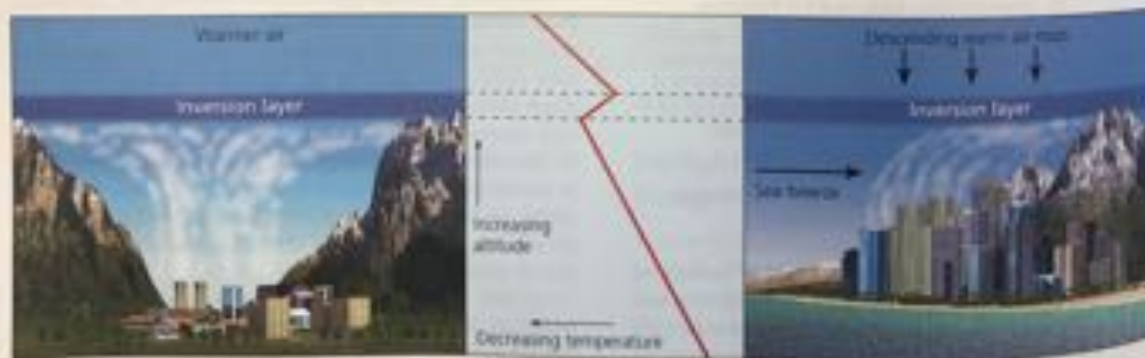 Warmer air
Inversion layer
Increasing
altitude
Decreasing temperature
Descending warm air mass
Inversion layer
Sea breeze